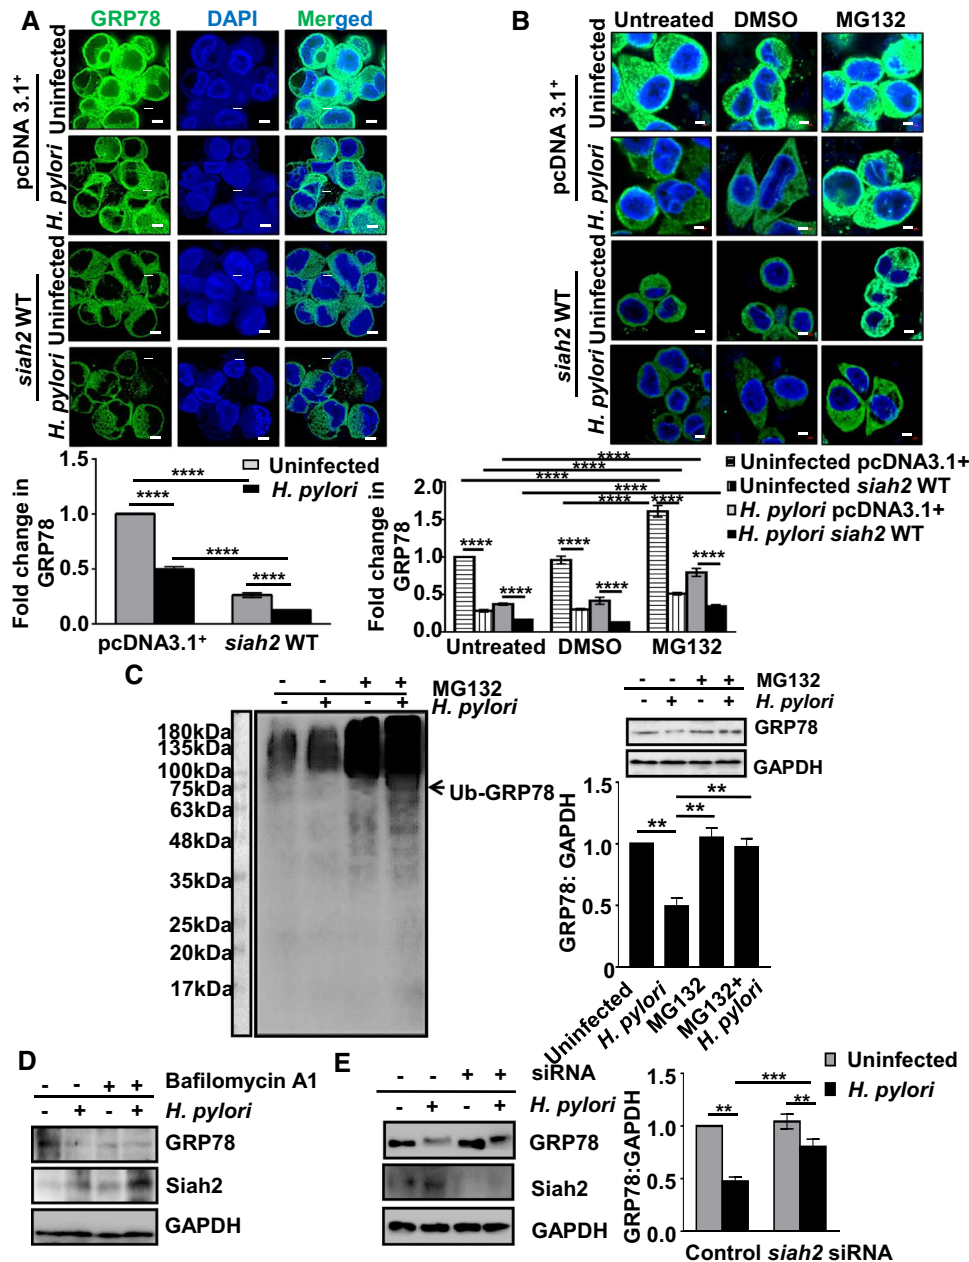 A
GRP78 DAPI Merged
pcDNA 3.1+
Uninfected
H. pylori
siah2 WT
Uninfected
H. pylori
Fold change in GRP78
1.5
1.0
0.5
0.0
****
****
****
****
Uninfected
H. pylori
pcDNA3.1+ siah2 WT
B
Untreated DMSO MG132
pcDNA 3.1+
Uninfected
H. pylori
siah2 WT
Uninfected
H. pylori
Fold change in GRP78
2.0
1.5
1.0
0.5
0.0
****
****
****
****
****
****
****
****
****
****
****
Uninfected pcDNA3.1+
Uninfected siah2 WT
H. pylori pcDNA3.1+
H. pylori siah2 WT
Untreated DMSO MG132
C
- - + + MG132
- + - + H. pylori
180kDa
135kDa
100kDa
75kDa
63kDa
48kDa
35kDa
25kDa
20kDa
17kDa
Ub-GRP78
- - + + MG132
- + - + H. pylori
GRP78
GAPDH
GRP78: GAPDH
1.5
1.0
0.5
0
**
**
**
Uninfected
H. pylori
MG132
MG132+ H. pylori
D
- - + + Bafilomycin A1
- + - + H. pylori
GRP78
Siah2
GAPDH
E
- - + + siRNA
- + - + H. pylori
GRP78
Siah2
GAPDH
GRP78:GAPDH
1.5
1.0
0.5
0.0
**
***
**
Uninfected
H. pylori
Control siah2 siRNA